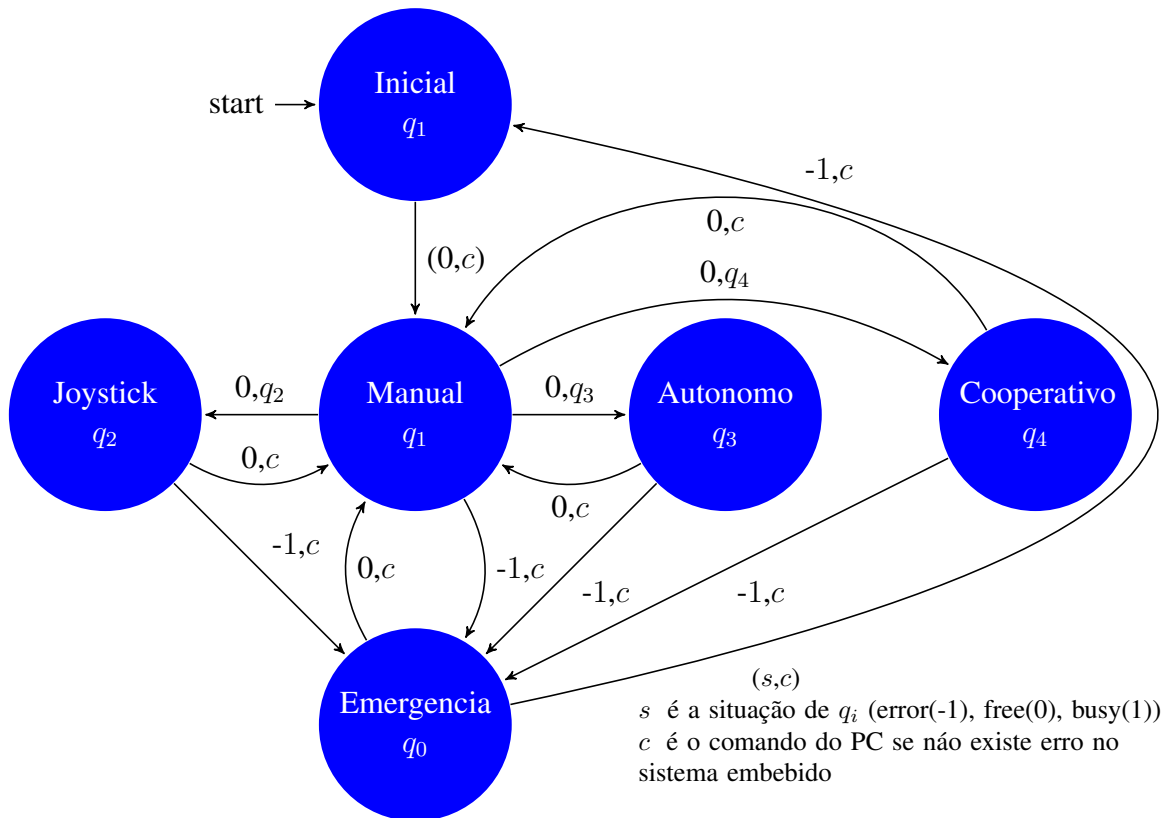 Inicial
q1
start
-1,c
0,c
(0,c)
0,q4
Joystick
q2
0,q2
Manual
q1
0,q3
Autonomo
q3
Cooperativo
q4
0,c
0,c
-1,c
0,c
-1,c
-1,c
-1,c
Emergencia
q0
(s,c)
s é a situação de qi (error(-1), free(0), busy(1))
c é o comando do PC se náo existe erro no
sistema embebido